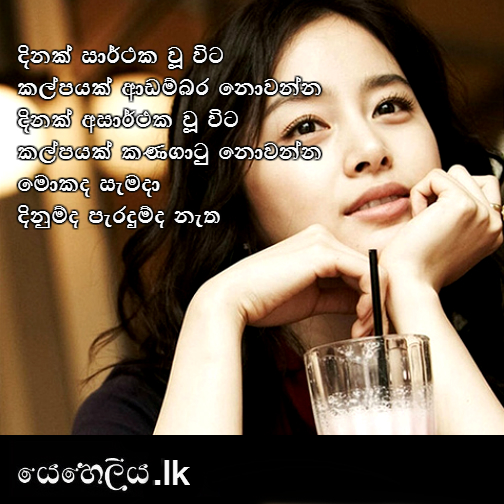 දිනක් සාර්ථක වූ විට
කල්පයක් ආඩම්බර නොවන්න
දිනක් අසාර්ථක වූ විට
කල්පයක් කණගාටු නොවන්න
මොකද සැමදා
දිනුම්ද පැරදුම්ද නැත
යෙහෙළිය.lk